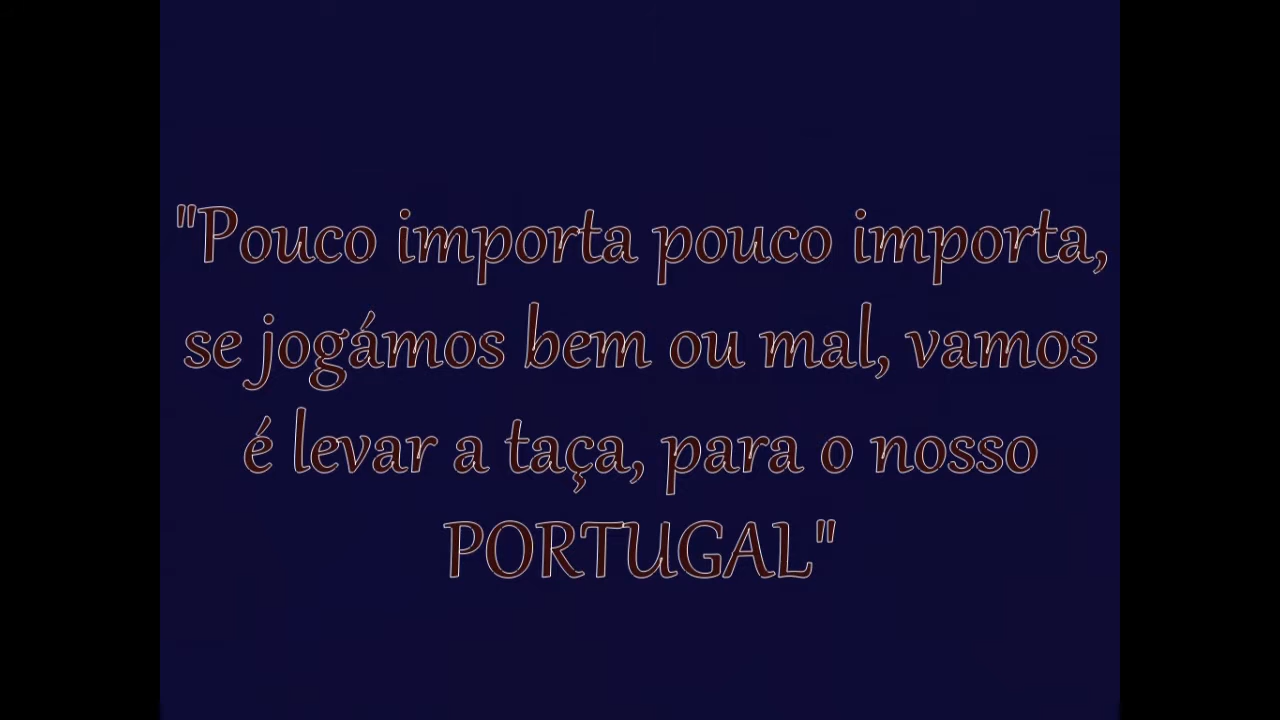 "Pouco importa pouco importa,
se jogámos bem ou mal, vamos
é levar a taça, para o nosso
PORTUGAL"